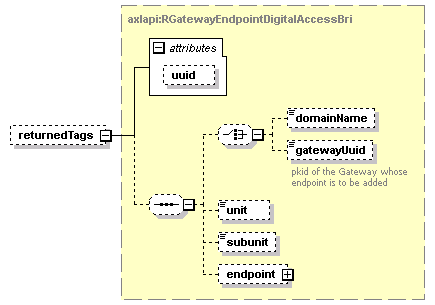 axlapi:RGatewayEndpointDigitalAccessBri
attributes
uuid
returnedTags
domainName
gatewayUuid
pkid of the Gateway whose
endpoint is to be added
unit
subunit
endpoint